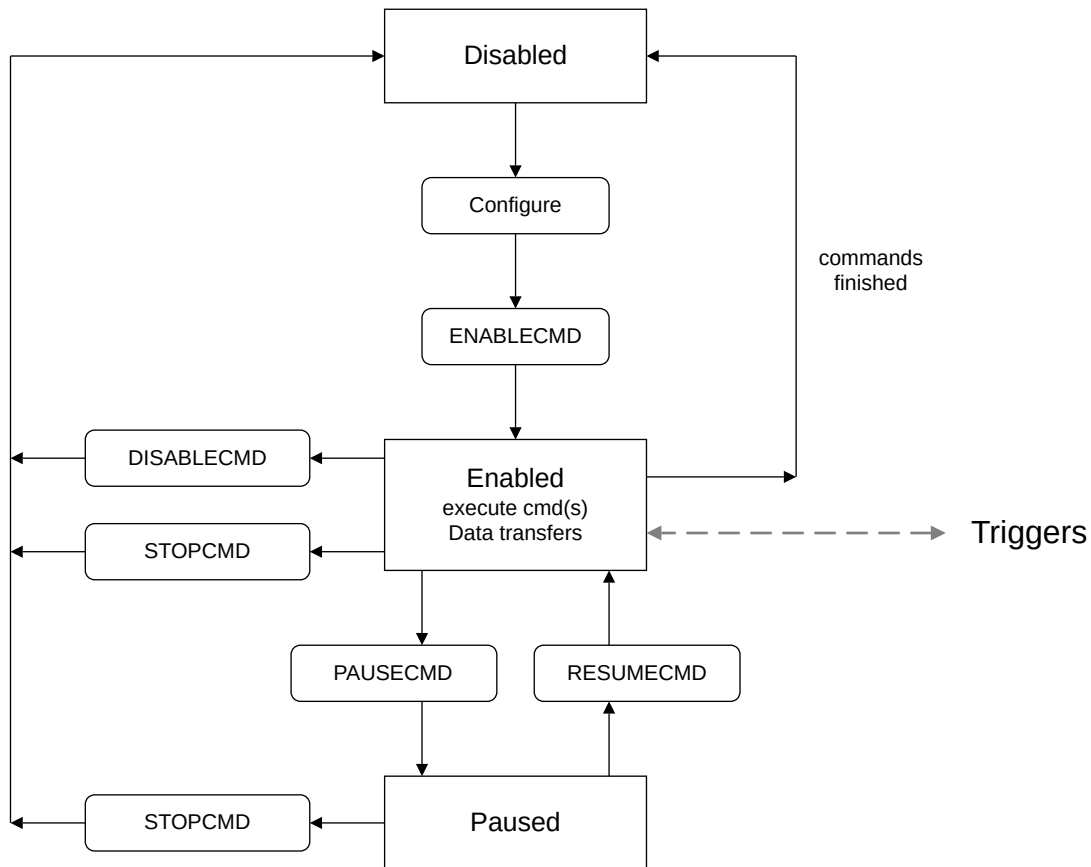 Disabled
Configure
commands
finished
ENABLECMD
DISABLECMD
Enabled
execute cmd(s)
Data transfers
STOPCMD
Triggers
PAUSECMD
RESUMECMD
STOPCMD
Paused